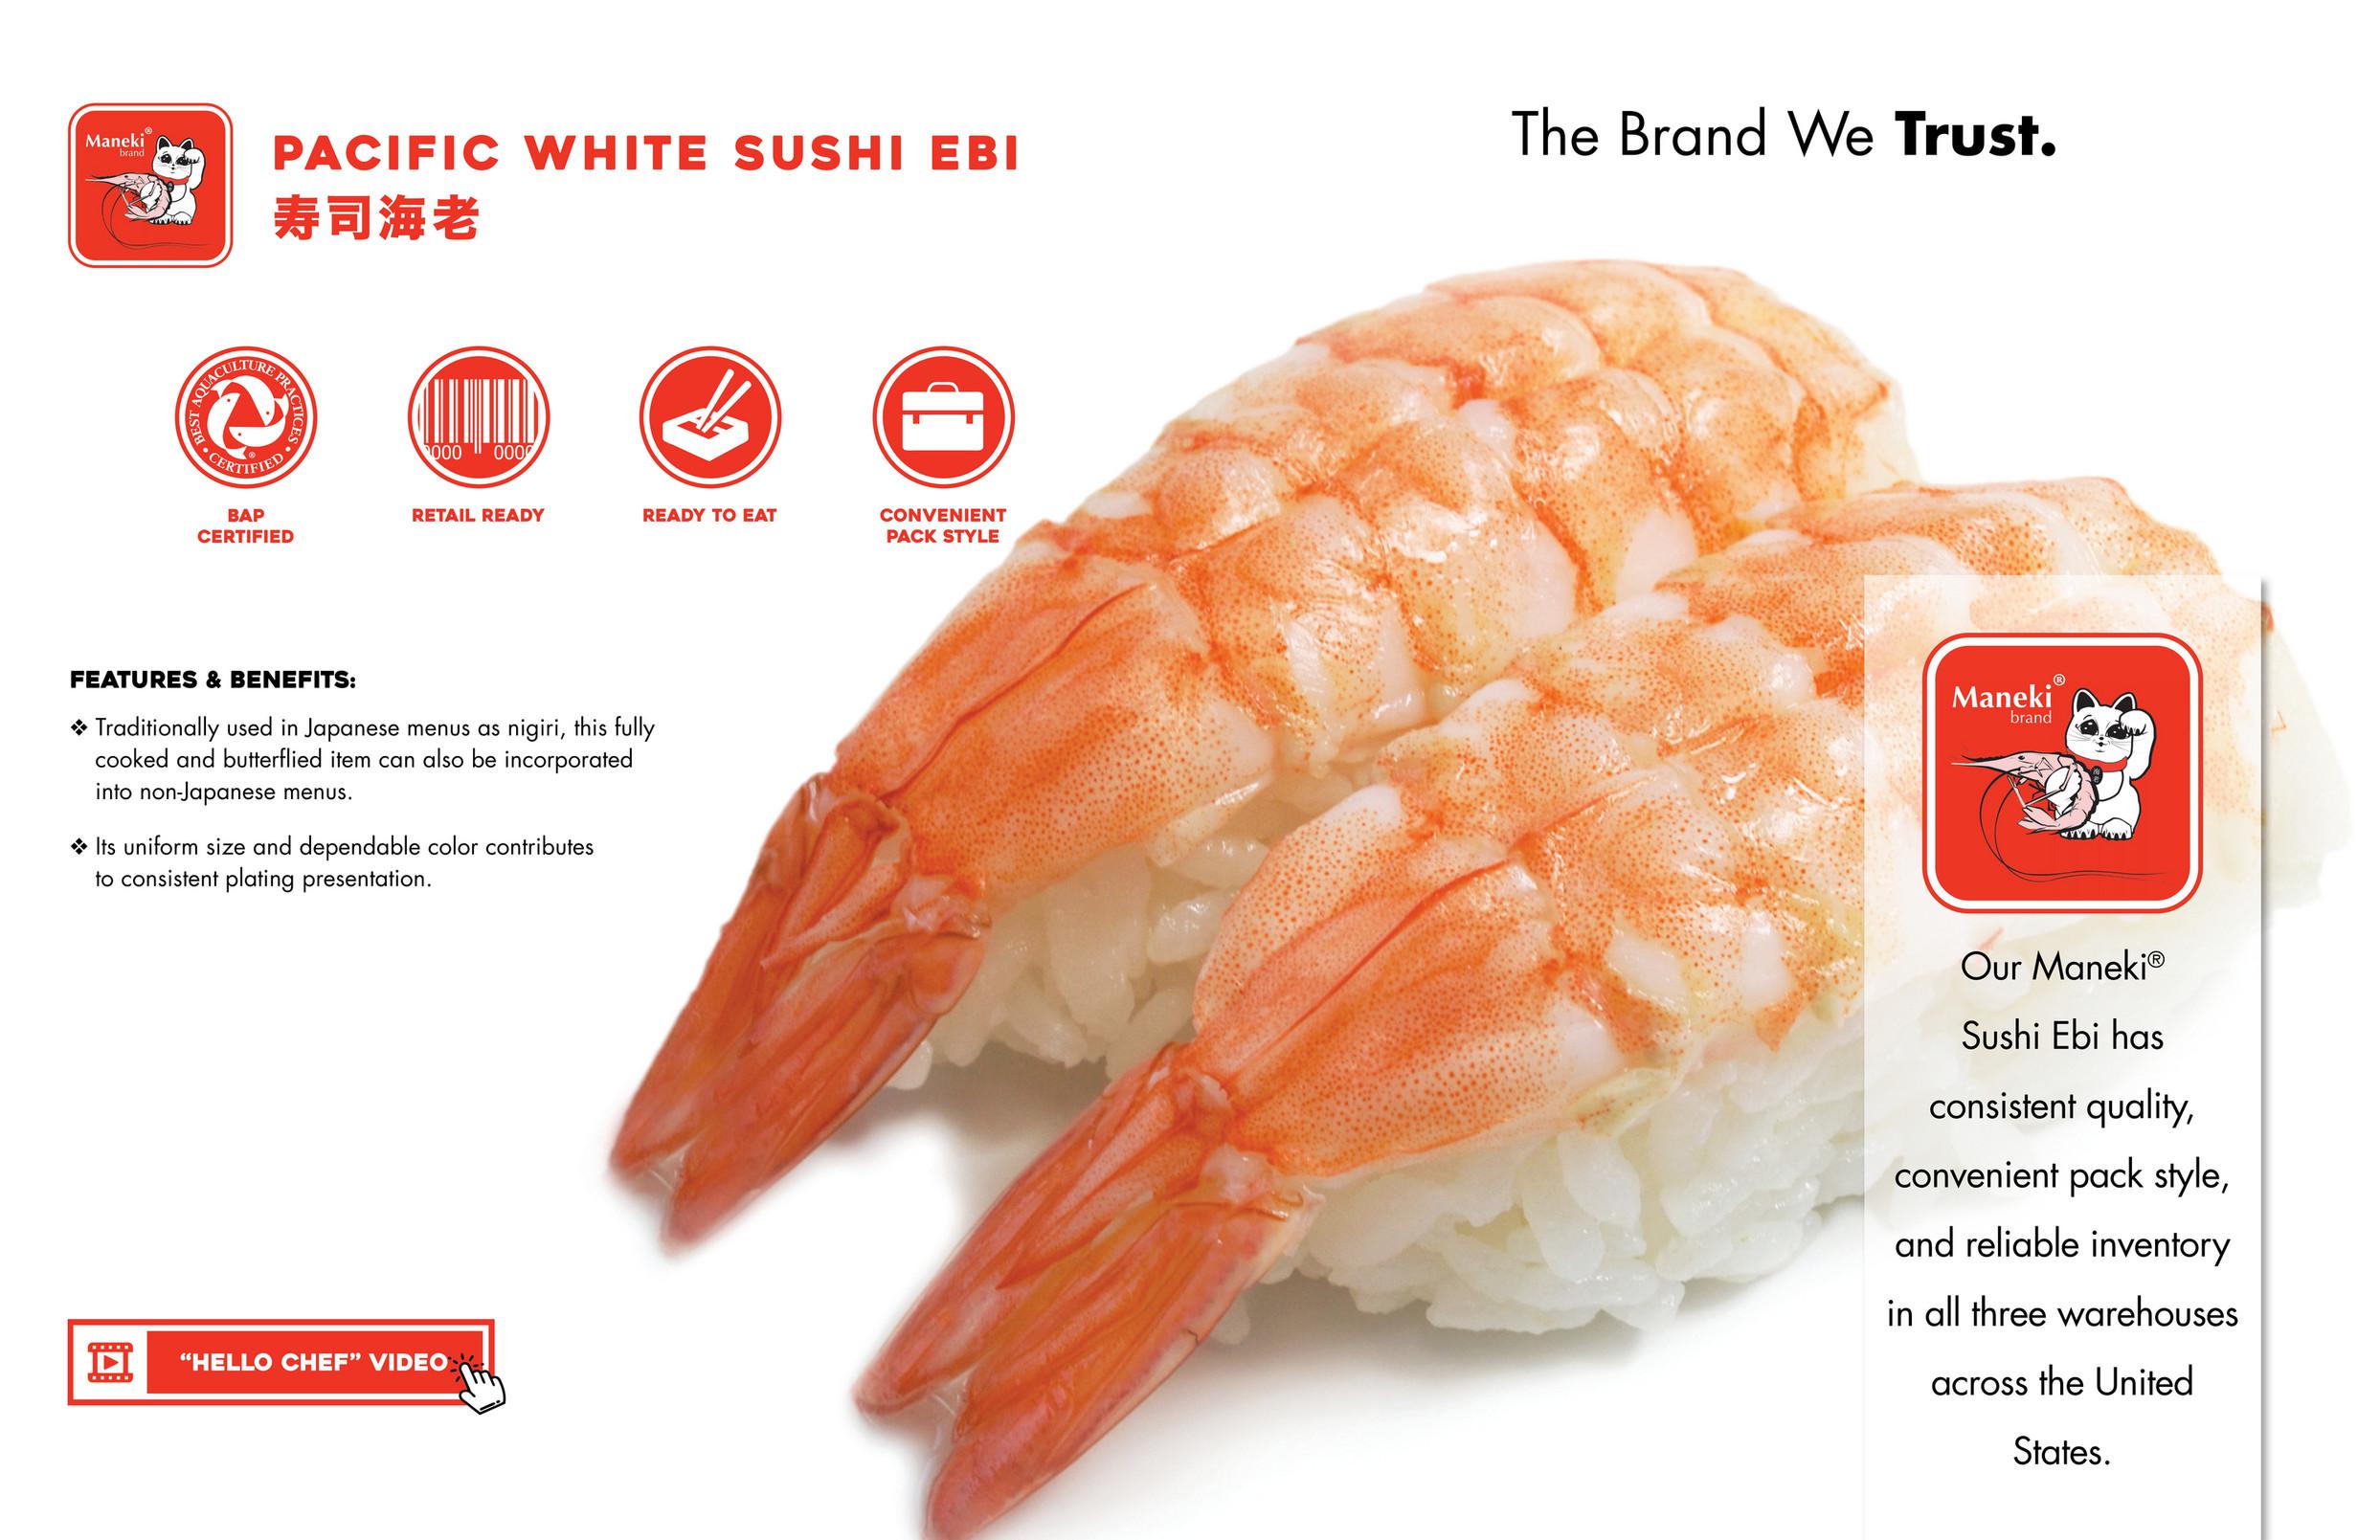 Maneki®
brand
PACIFIC WHITE SUSHI EBI
寿司海老
The Brand We Trust.
BEST AQUACULTURE PRACTICES
• CERTIFIED •
®
0000 0000
BAP
CERTIFIED
RETAIL READY
READY TO EAT
CONVENIENT
PACK STYLE
FEATURES & BENEFITS:
❖ Traditionally used in Japanese menus as nigiri, this fully
cooked and butterflied item can also be incorporated
into non-Japanese menus.
❖ Its uniform size and dependable color contributes
to consistent plating presentation.
“HELLO CHEF” VIDEO
Maneki®
brand
Our Maneki®
Sushi Ebi has
consistent quality,
convenient pack style,
and reliable inventory
in all three warehouses
across the United
States.